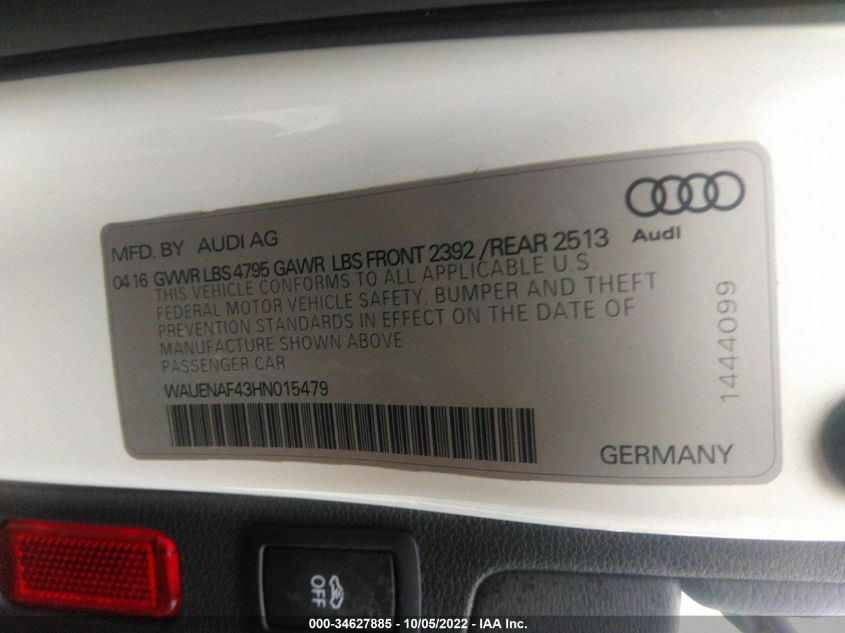 MFD. BY AUDI AG
Audi
04 16 GVWR LBS 4795 GAWR LBS FRONT 2392 /REAR 2513
THIS VEHICLE CONFORMS TO ALL APPLICABLE U.S.
FEDERAL MOTOR VEHICLE SAFETY, BUMPER AND THEFT
PREVENTION STANDARDS IN EFFECT ON THE DATE OF
MANUFACTURE SHOWN ABOVE
PASSENGER CAR
WAUENAF43HN015479
1444099
GERMANY
OFF
000-34627885 - 10/05/2022 - IAA Inc.